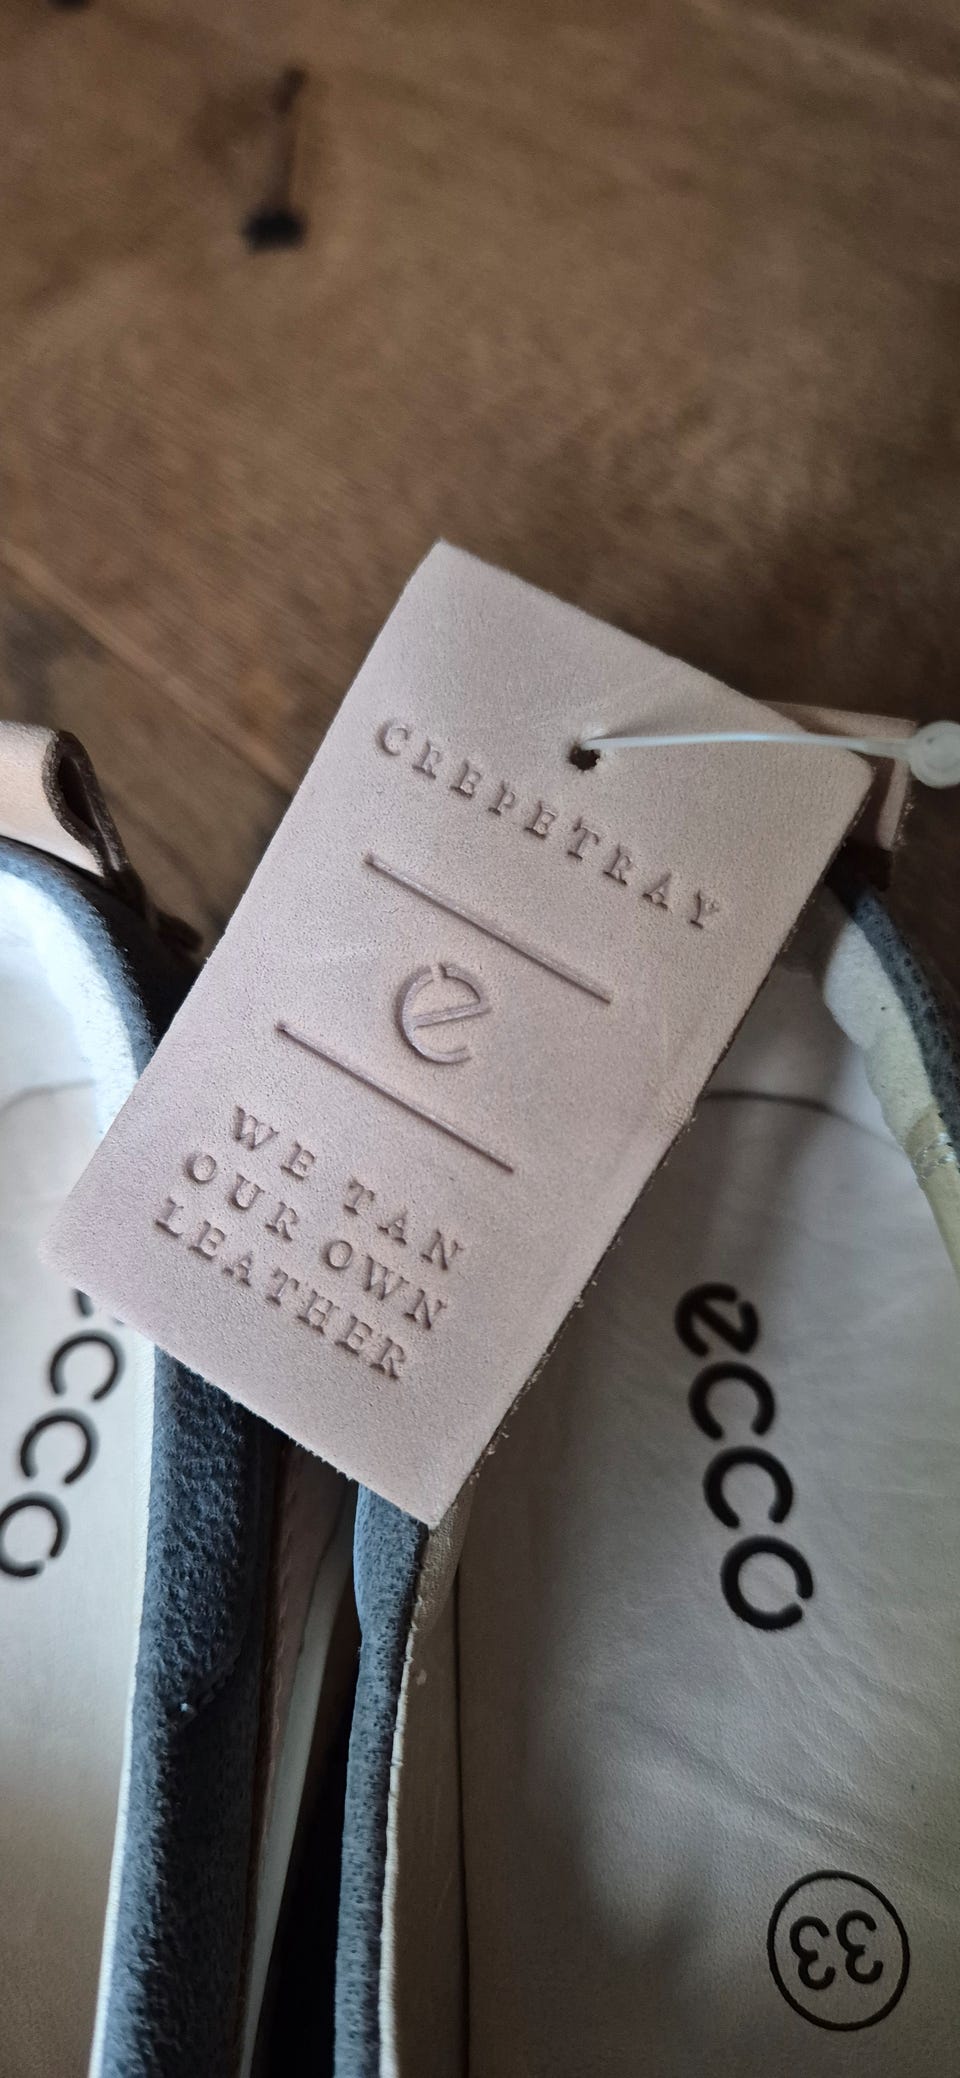 CREPETRAY
e
WE TAN
OUR OWN
LEATHER
ecco
ecco
33